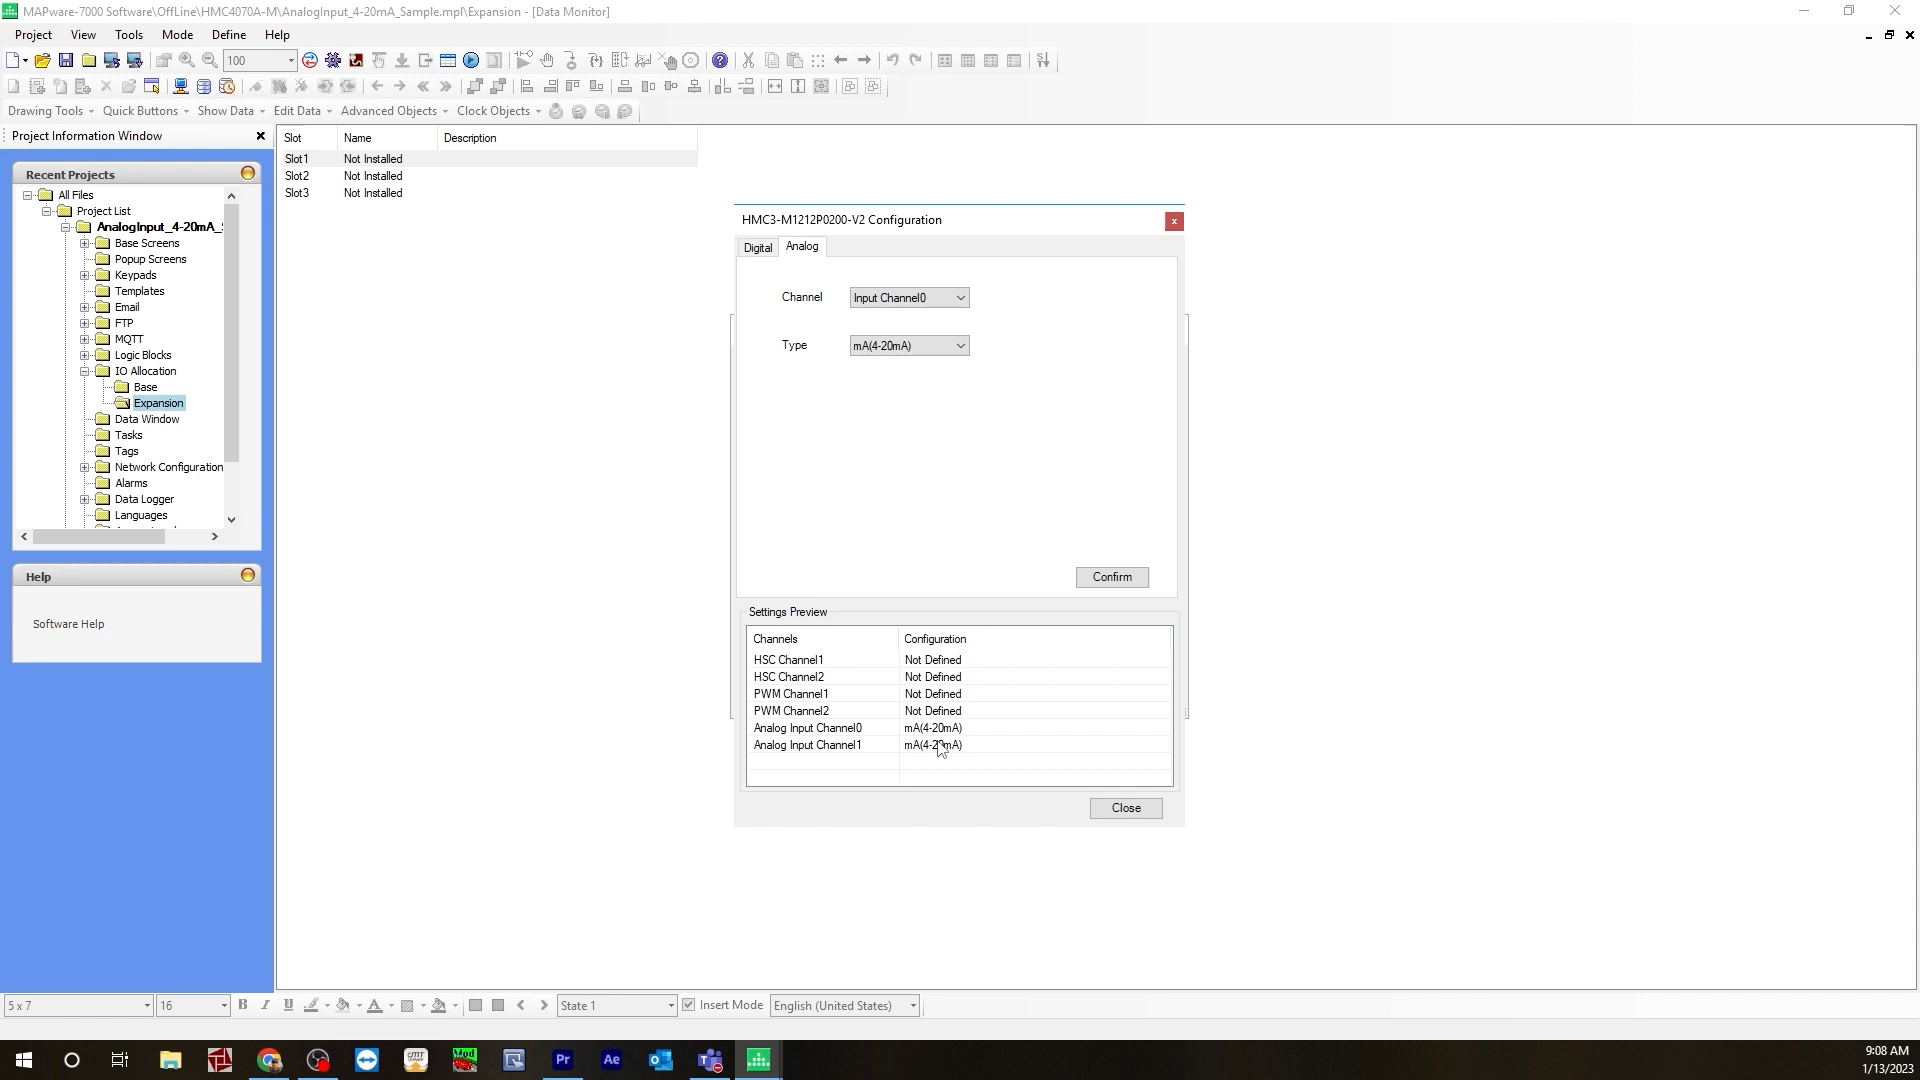 MAPware-7000 Software\OffLine\HMC4070A-M\AnalogInput_4-20mA_Sample.mpl\Expansion - [Data Monitor]
Project View Tools Mode Define Help
100
Drawing Tools Quick Buttons Show Data Edit Data Advanced Objects Clock Objects
Project Information Window
Recent Projects
All Files
Project List
AnalogInput_4-20mA_
Base Screens
Popup Screens
Keypads
Templates
Email
FTP
MQTT
Logic Blocks
IO Allocation
Base
Expansion
Data Window
Tasks
Tags
Network Configuration
Alarms
Data Logger
Languages
Help
Software Help
Slot Name Description
Slot1 Not Installed
Slot2 Not Installed
Slot3 Not Installed
HMC3-M1212P0200-V2 Configuration
Digital Analog
Channel Input Channel0
Type mA(4-20mA)
Confirm
Settings Preview
Channels Configuration
HSC Channel1 Not Defined
HSC Channel2 Not Defined
PWM Channel1 Not Defined
PWM Channel2 Not Defined
Analog Input Channel0 mA(4-20mA)
Analog Input Channel1 mA(4-20mA)
Close
5 x 7 16 B I U A State 1 Insert Mode English (United States)
Pr Ae
9:08 AM
1/13/2023